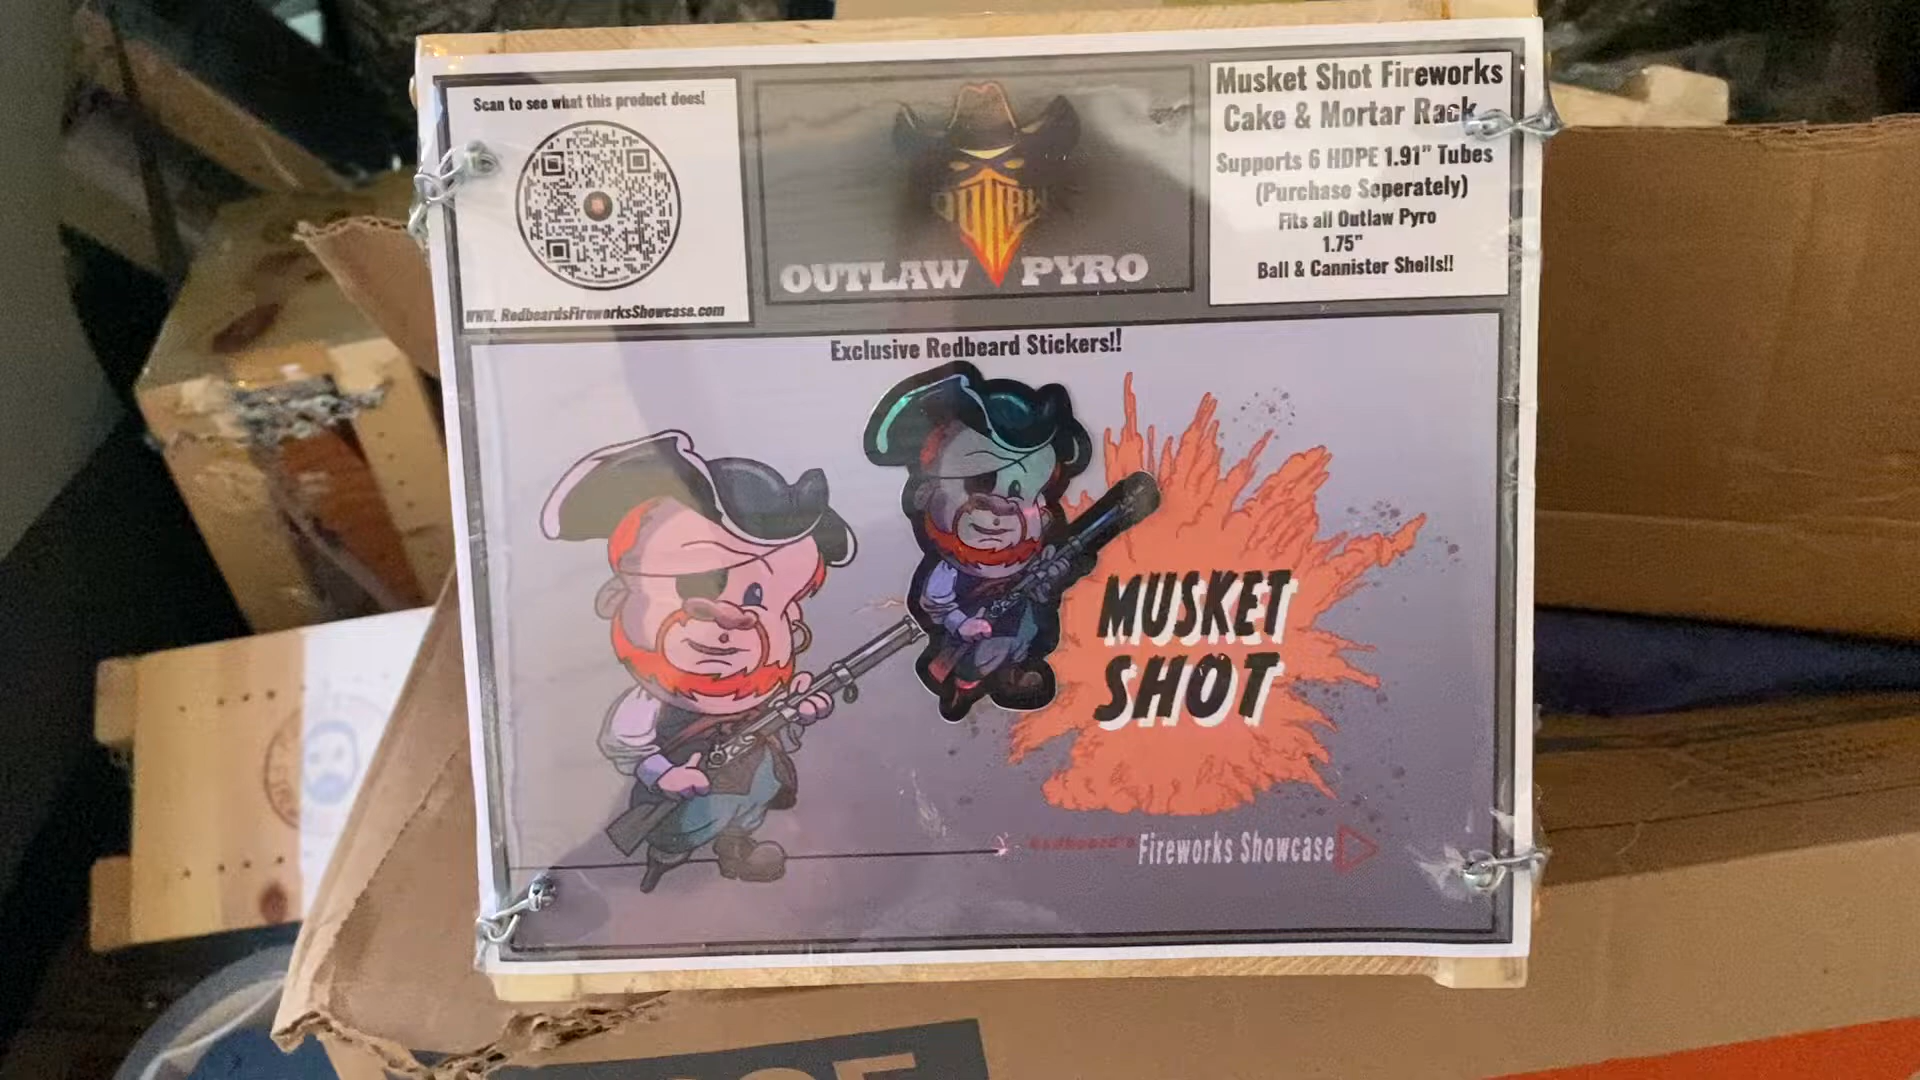 Scan to see what this product does!
www.RedbeardsFireworksShowcase.com
OUTLAW
OUTLAW PYRO
Musket Shot Fireworks
Cake & Mortar Rack
Supports 6 HDPE 1.91" Tubes
(Purchase Seperately)
Fits all Outlaw Pyro
1.75"
Ball & Cannister Shells!!
Exclusive Redbeard Stickers!!
MUSKET
SHOT
Redbeard's
Fireworks Showcase